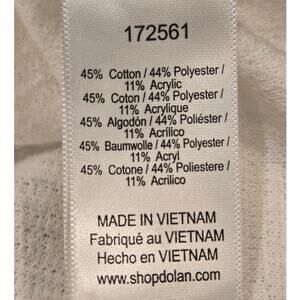 172561
45% Cotton / 44% Polyester /
11% Acrylic
45% Coton / 44% Polyester /
11% Acrylique
45% Algodón / 44% Poliéster /
11% Acrílico
45% Baumwolle / 44% Polyester /
11% Acryl
45% Cotone / 44% Poliestere /
11% Acrilico
MADE IN VIETNAM
Fabriqué au VIETNAM
Hecho en VIETNAM
www.shopdolan.com